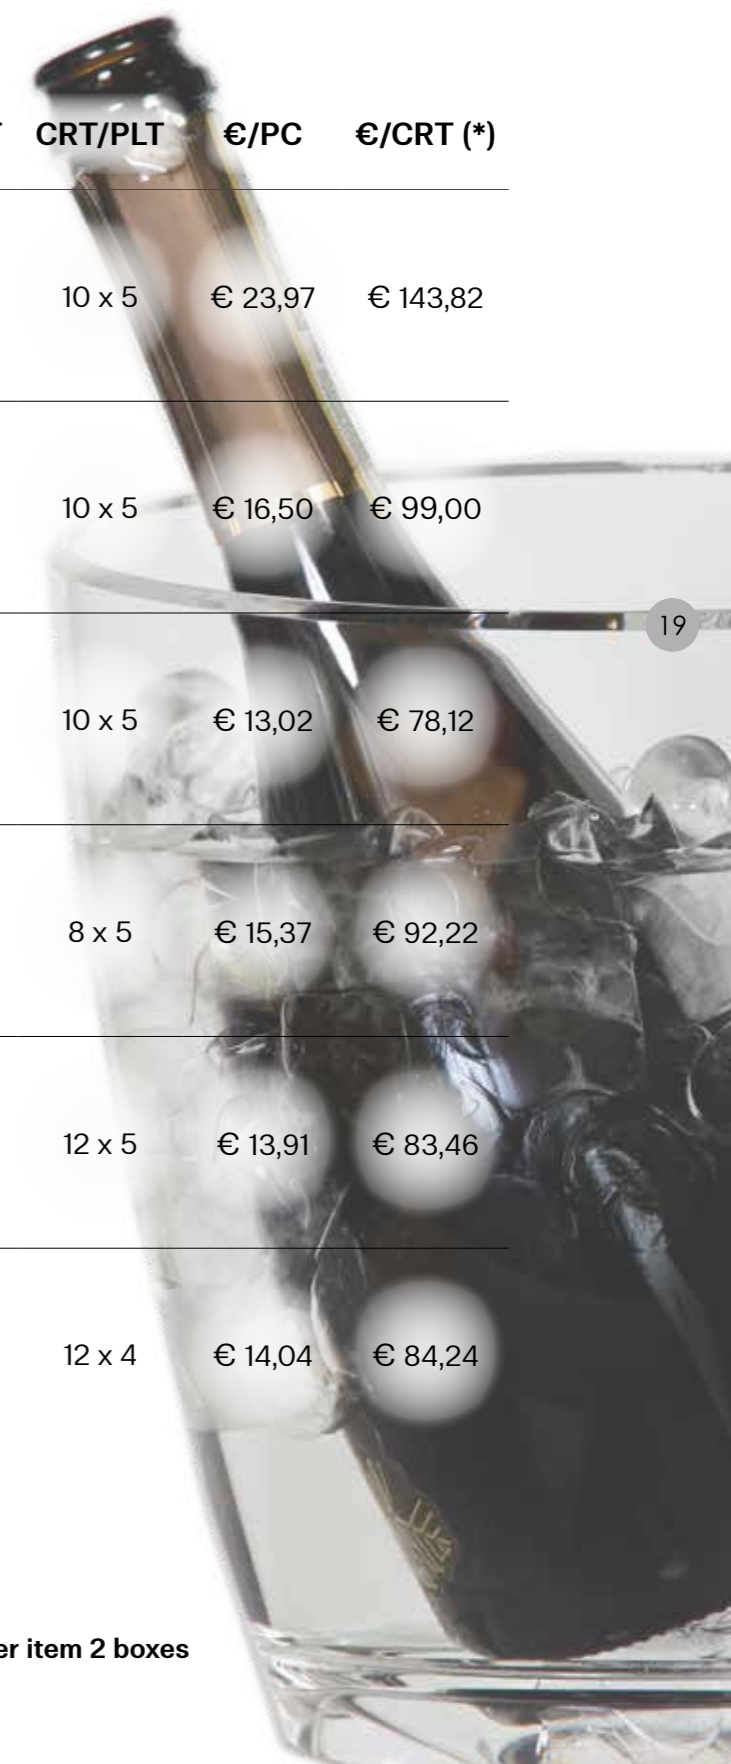 CRT/PLT €/PC €/CRT (*)
10 x 5 € 23,97 € 143,82
10 x 5 € 16,50 € 99,00
19
10 x 5 € 13,02 € 78,12
8 x 5 € 15,37 € 92,22
12 x 5 € 13,91 € 83,46
12 x 4 € 14,04 € 84,24
er item 2 boxes